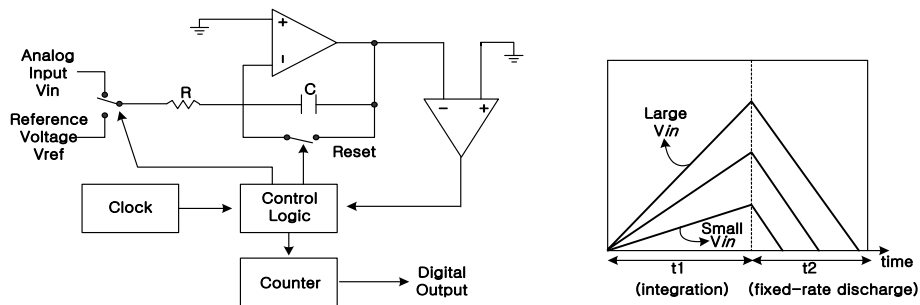 Analog
Input
Vin
Reference
Voltage
Vref
R
+
−
C
Reset
−
+
Clock
Control
Logic
Counter
Digital
Output
Large
Vin
Small
Vin
time
t1
t2
(integration)
(fixed-rate discharge)